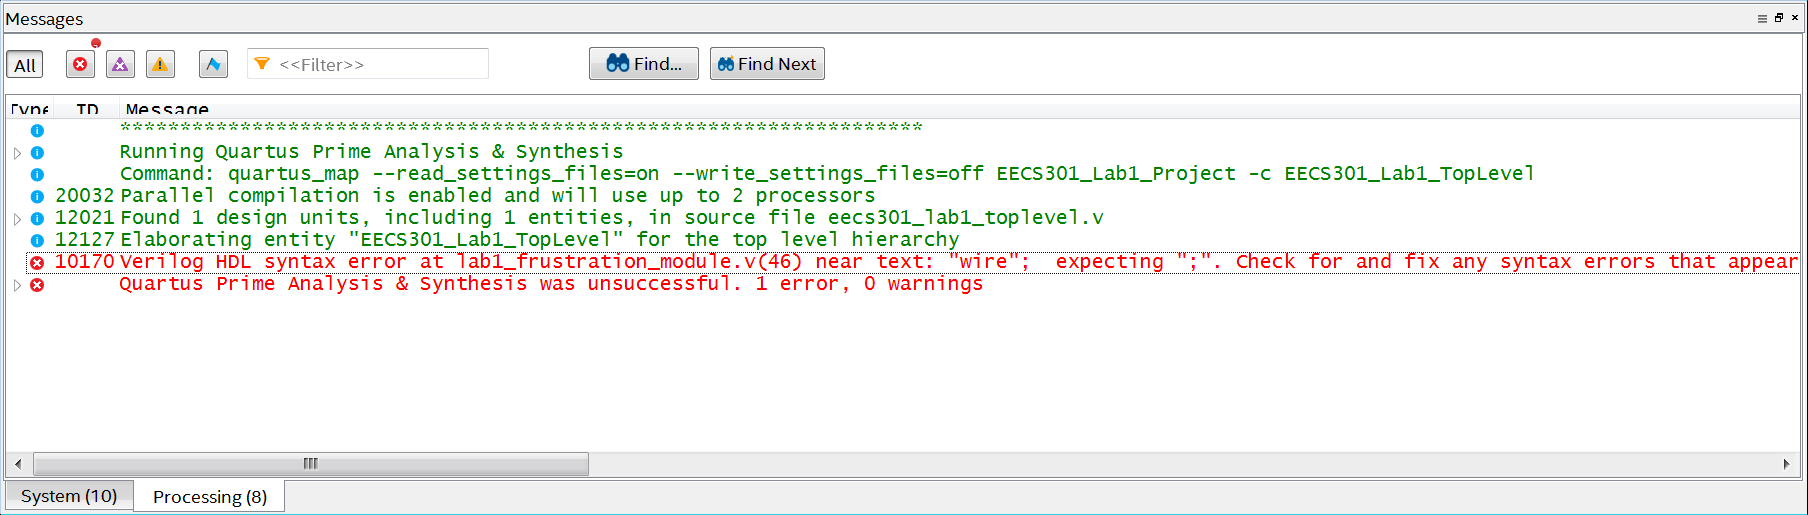 Messages
All
<<Filter>>
Find...
Find Next
Type ID Message
*******************************************************************
Running Quartus Prime Analysis & Synthesis
Command: quartus_map --read_settings_files=on --write_settings_files=off EECS301_Lab1_Project -c EECS301_Lab1_TopLevel
20032 Parallel compilation is enabled and will use up to 2 processors
12021 Found 1 design units, including 1 entities, in source file eecs301_lab1_toplevel.v
12127 Elaborating entity "EECS301_Lab1_TopLevel" for the top level hierarchy
10170 Verilog HDL syntax error at lab1_frustration_module.v(46) near text: "wire";  expecting ";". Check for and fix any syntax errors that appear
Quartus Prime Analysis & Synthesis was unsuccessful. 1 error, 0 warnings
System (10)
Processing (8)